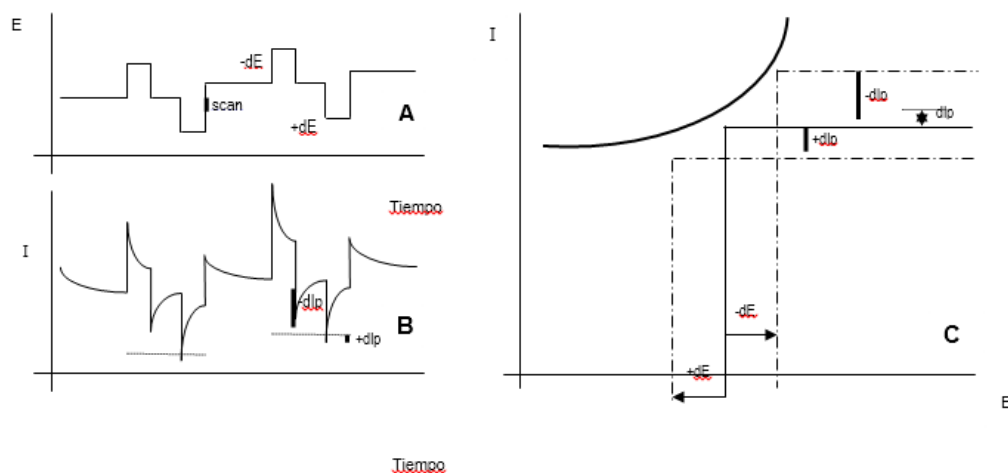 E
-dE
scan
+dE
A
Tiempo
I
-dIp
+dIp
B
Tiempo
I
-dIp
dIp
+dIp
-dE
C
+dE
E